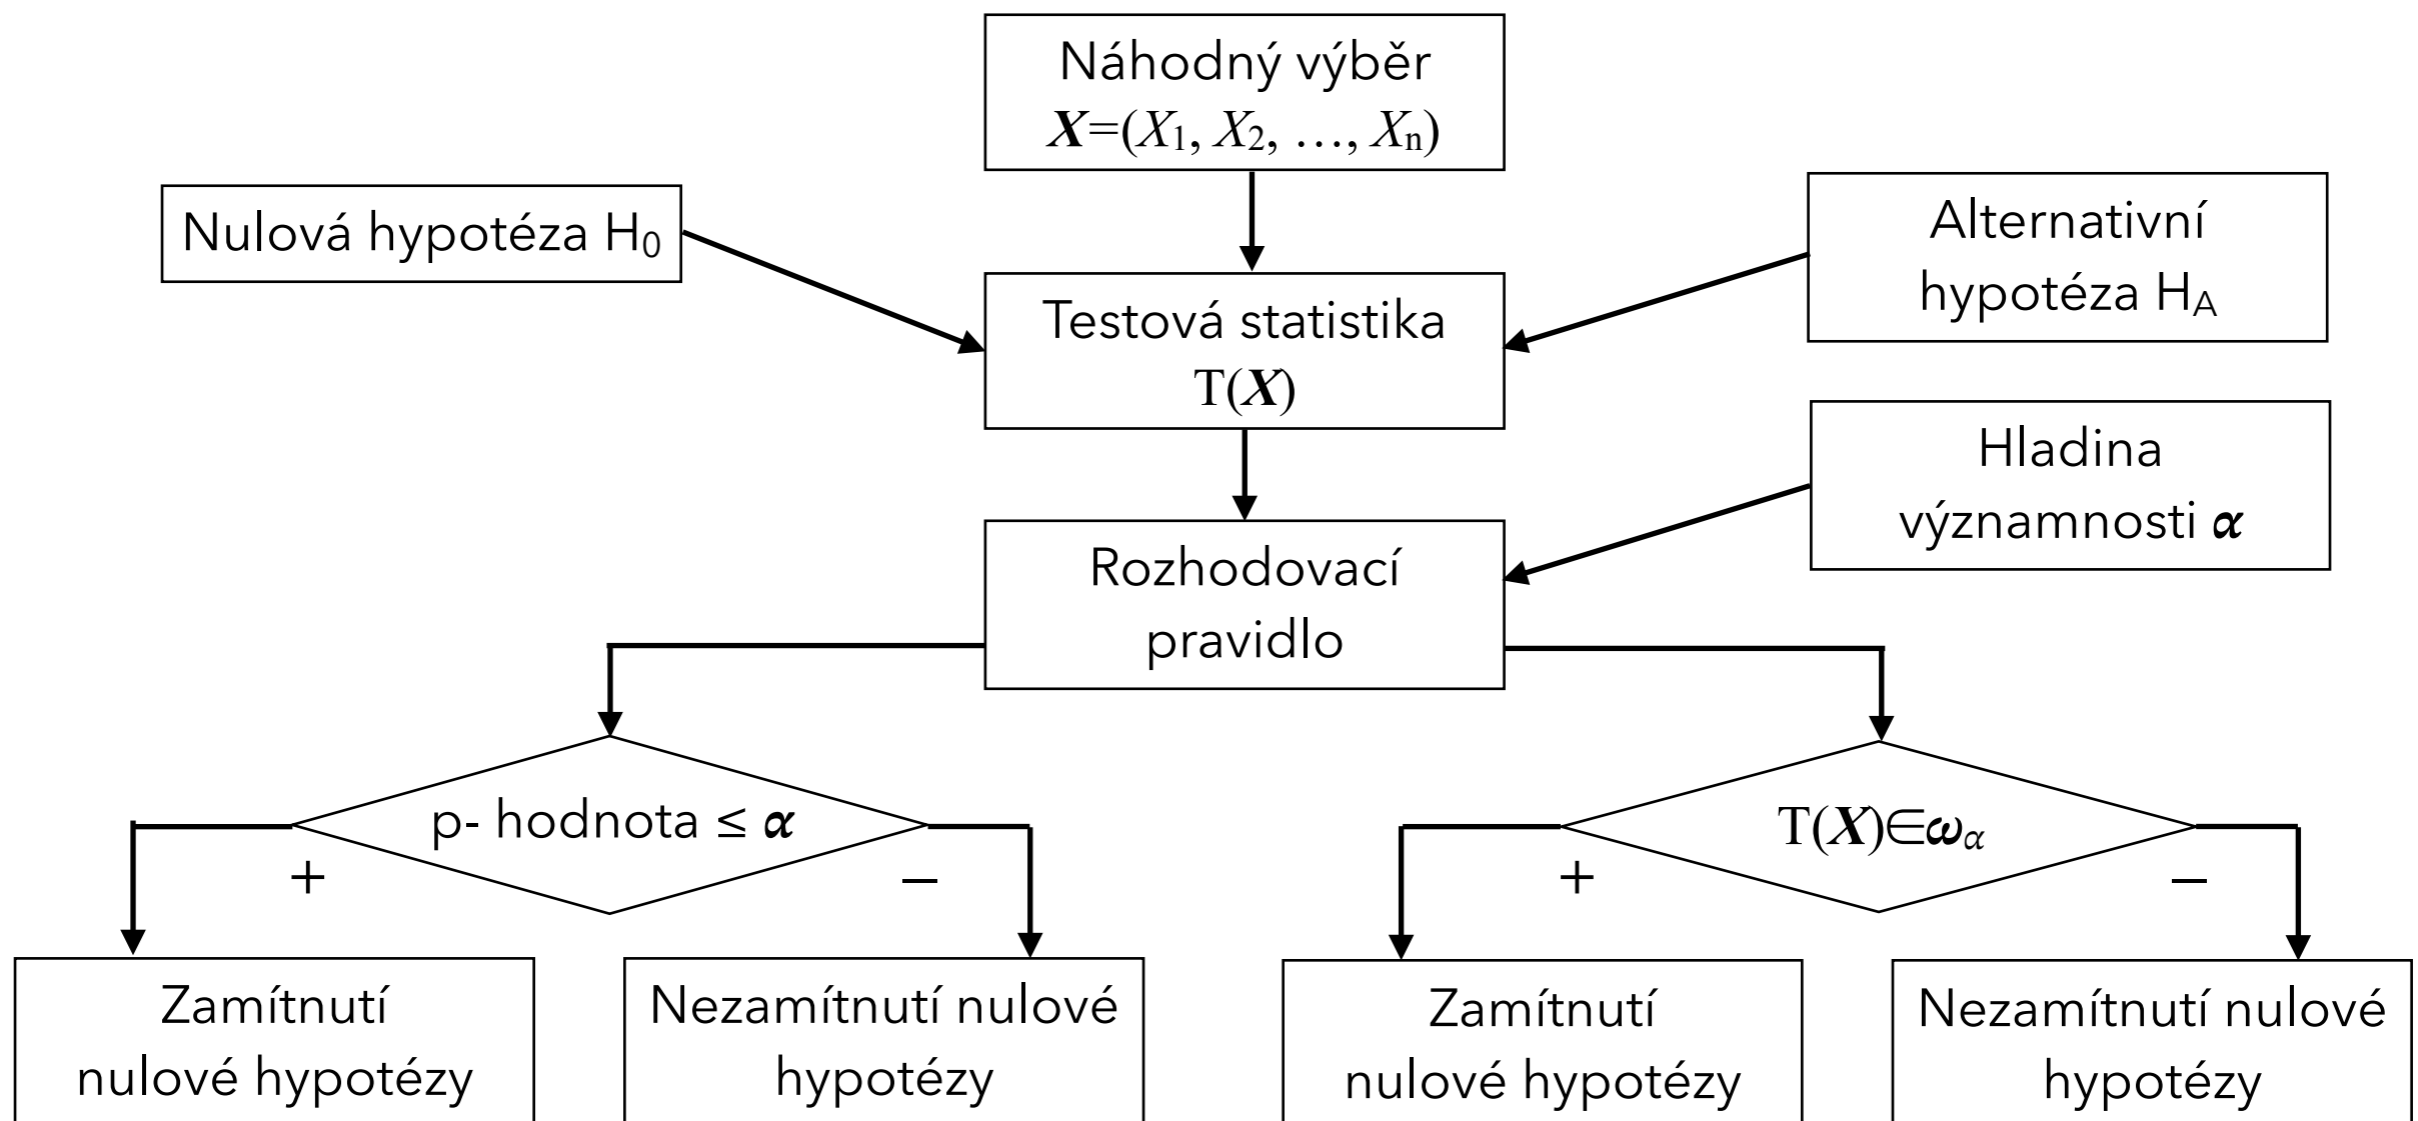 Náhodný výběr
X=(X1, X2, …, Xn)
Nulová hypotéza H0
Alternativní
hypotéza HA
Testová statistika
T(X)
Hladina
významnosti α
Rozhodovací
pravidlo
p- hodnota ≤ α
+
–
T(X)∈ωα
+
–
Zamítnutí
nulové hypotézy
Nezamítnutí nulové
hypotézy
Zamítnutí
nulové hypotézy
Nezamítnutí nulové
hypotézy